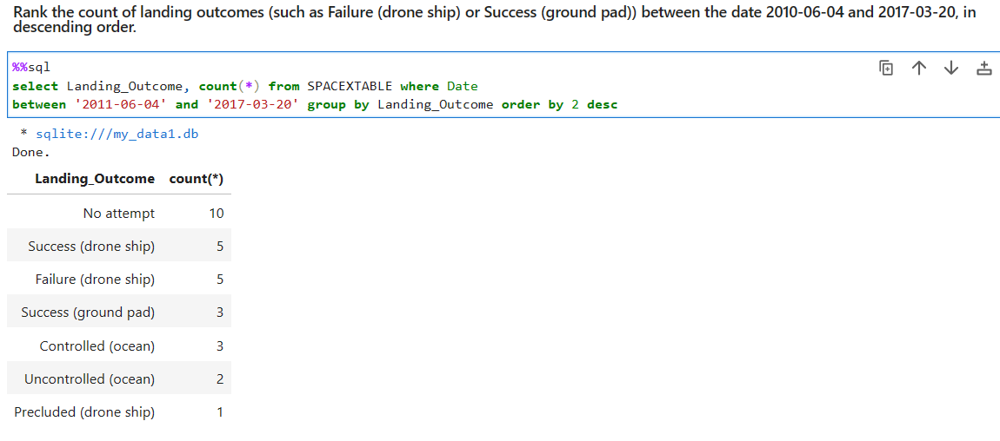 Rank the count of landing outcomes (such as Failure (drone ship) or Success (ground pad)) between the date 2010-06-04 and 2017-03-20, in
descending order.
%%sql
select Landing_Outcome, count(*) from SPACEXTABLE where Date
between '2011-06-04' and '2017-03-20' group by Landing_Outcome order by 2 desc
* sqlite:///my_data1.db
Done.
Landing_Outcome count(*)
No attempt 10
Success (drone ship) 5
Failure (drone ship) 5
Success (ground pad) 3
Controlled (ocean) 3
Uncontrolled (ocean) 2
Precluded (drone ship) 1